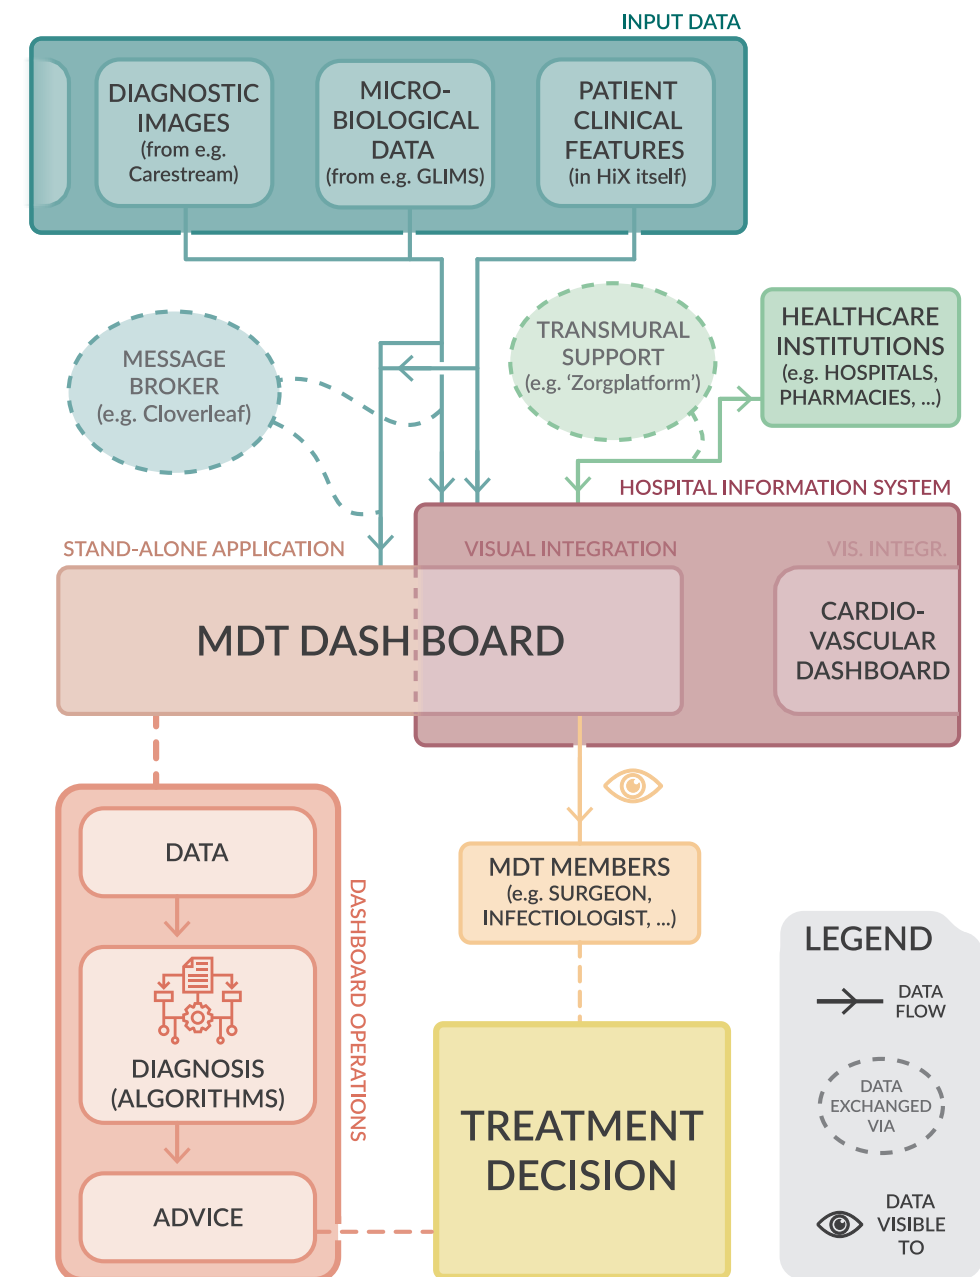 INPUT DATA
DIAGNOSTIC
IMAGES
(from e.g.
Carestream)
MICRO-
BIOLOGICAL
DATA
(from e.g. GLIMS)
PATIENT
CLINICAL
FEATURES
(in HiX itself)
MESSAGE
BROKER
(e.g. Cloverleaf)
TRANSMURAL
SUPPORT
(e.g. ‘Zorgplatform’)
HEALTHCARE
INSTITUTIONS
(e.g. HOSPITALS,
PHARMACIES, ...)
HOSPITAL INFORMATION SYSTEM
STAND-ALONE APPLICATION
VISUAL INTEGRATION
VIS. INTEGR.
MDT DASHBOARD
CARDIO-
VASCULAR
DASHBOARD
DATA
DIAGNOSIS
(ALGORITHMS)
ADVICE
DASHBOARD OPERATIONS
MDT MEMBERS
(e.g. SURGEON,
INFECTIOLOGIST, ...)
TREATMENT
DECISION
LEGEND
DATA
FLOW
DATA
EXCHANGED
VIA
DATA
VISIBLE
TO